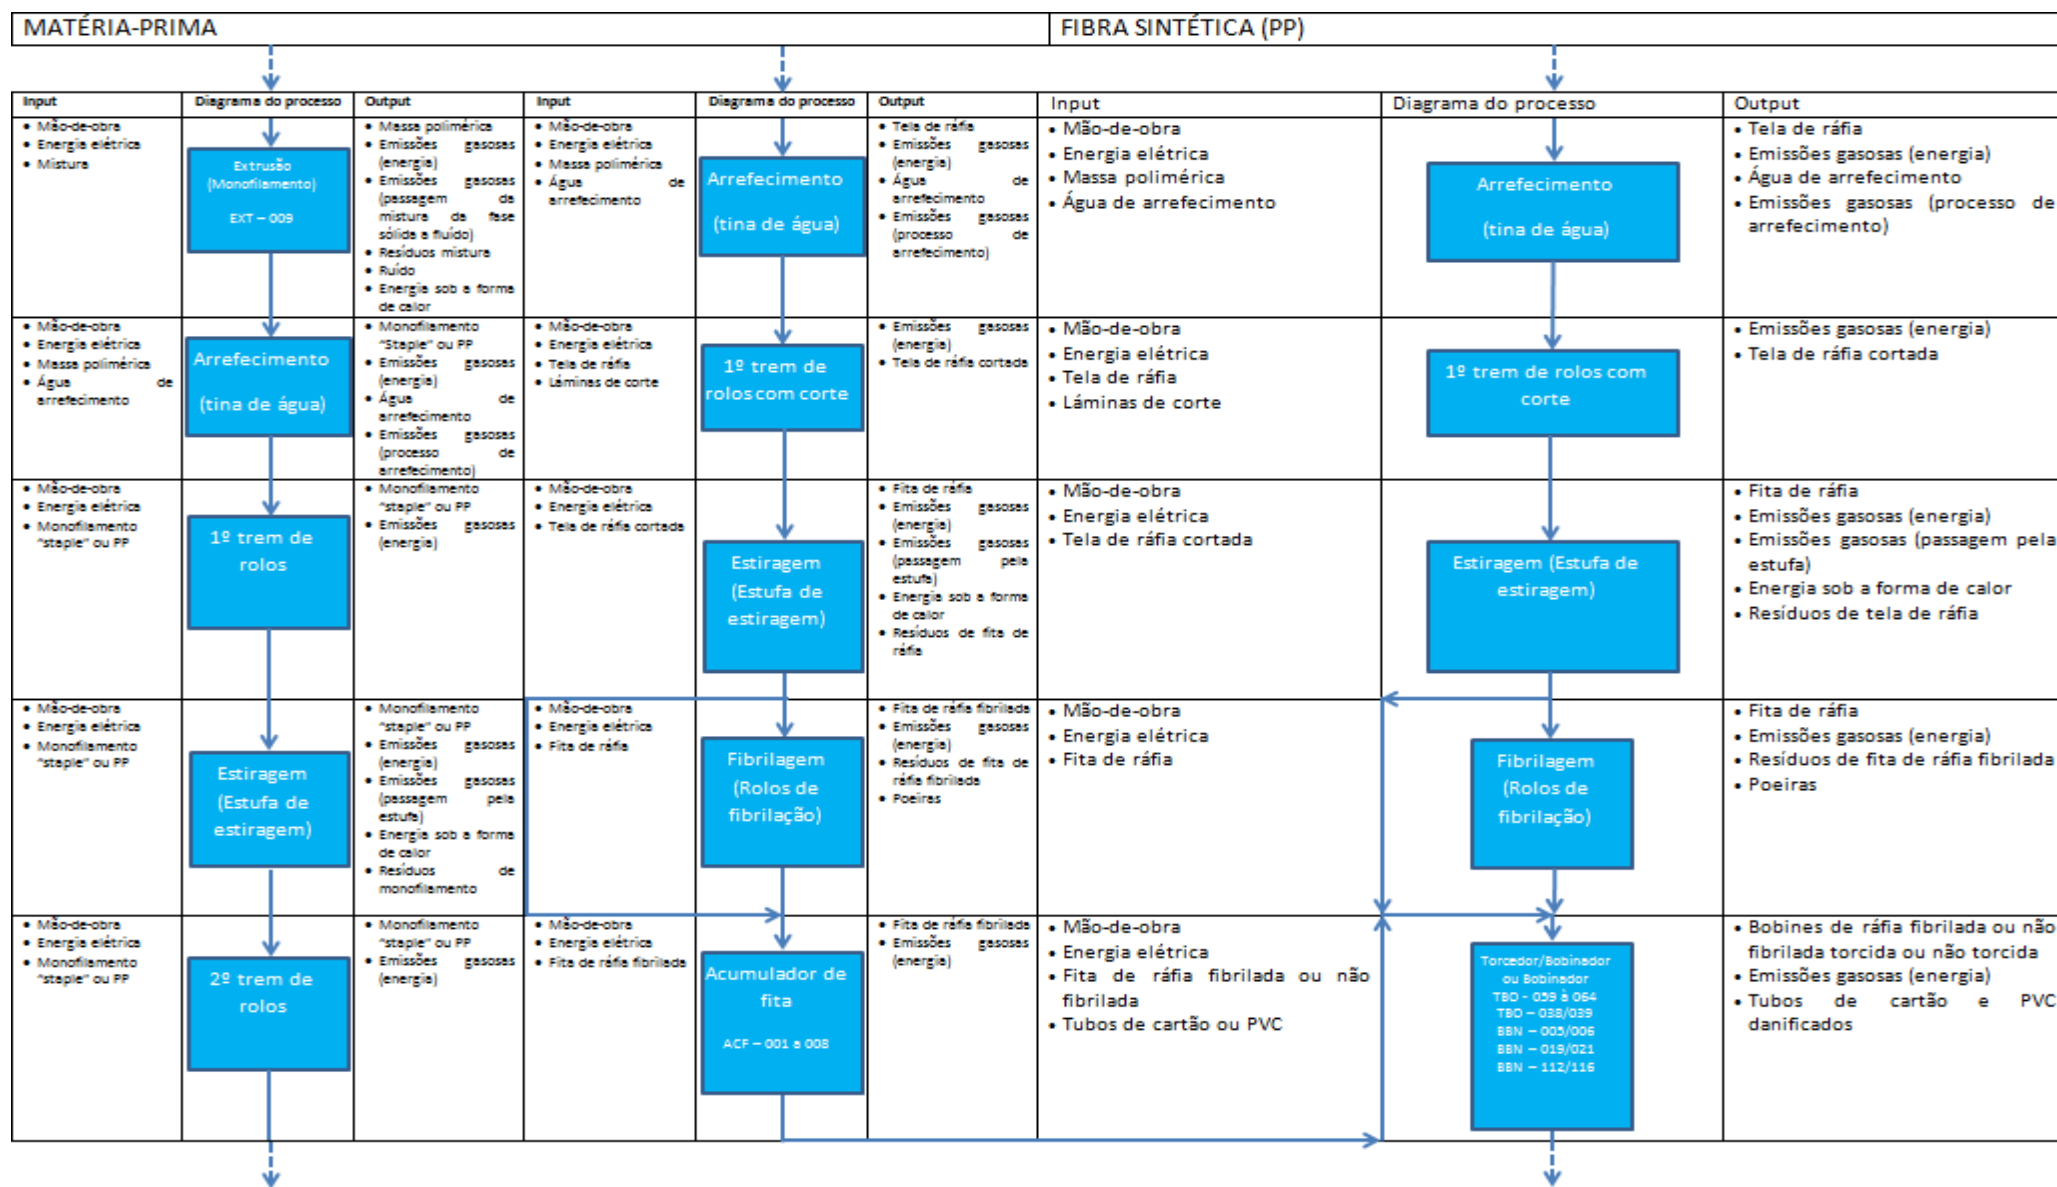 MATÉRIA-PRIMA
FIBRA SINTÉTICA (PP)
Input
Diagrama do processo
Output
Input
Diagrama do processo
Output
Input
Diagrama do processo
Output
• Mão-de-obra
• Energia elétrica
• Mistura
Extrusão
(Monofilamento)
EXT – 009
• Massa polimérica
• Emissões gasosas
(energia)
• Emissões gasosas
(passagem da
mistura da fase
sólida a fluído)
• Resíduos mistura
• Ruído
• Energia sob a forma
de calor
• Mão-de-obra
• Energia elétrica
• Massa polimérica
• Água de
arrefecimento
Arrefecimento
(tina de água)
• Tela de ráfia
• Emissões gasosas
(energia)
• Água de
arrefecimento
• Emissões gasosas
(processo de
arrefecimento)
• Mão-de-obra
• Energia elétrica
• Massa polimérica
• Água de arrefecimento
Arrefecimento
(tina de água)
• Tela de ráfia
• Emissões gasosas (energia)
• Água de arrefecimento
• Emissões gasosas (processo de
arrefecimento)
• Mão-de-obra
• Energia elétrica
• Massa polimérica
• Água de
arrefecimento
Arrefecimento
(tina de água)
• Monofilamento
"Staple" ou PP
• Emissões gasosas
(energia)
• Água de
arrefecimento
• Emissões gasosas
(processo de
arrefecimento)
• Mão-de-obra
• Energia elétrica
• Tela de ráfia
• Láminas de corte
1º trem de
rolos com corte
• Emissões gasosas
(energia)
• Tela de ráfia cortada
• Mão-de-obra
• Energia elétrica
• Tela de ráfia
• Láminas de corte
1º trem de rolos com
corte
• Emissões gasosas (energia)
• Tela de ráfia cortada
• Mão-de-obra
• Energia elétrica
• Monofilamento
"staple" ou PP
1º trem de
rolos
• Monofilamento
"staple" ou PP
• Emissões gasosas
(energia)
• Mão-de-obra
• Energia elétrica
• Tela de ráfia cortada
Estiragem
(Estufa de
estiragem)
• Fita de ráfia
• Emissões gasosas
(energia)
• Emissões gasosas
(passagem pela
estufa)
• Energia sob a forma
de calor
• Resíduos de fita de
ráfia
• Mão-de-obra
• Energia elétrica
• Tela de ráfia cortada
Estiragem (Estufa de
estiragem)
• Fita de ráfia
• Emissões gasosas (energia)
• Emissões gasosas (passagem pela
estufa)
• Energia sob a forma de calor
• Resíduos de tela de ráfia
• Mão-de-obra
• Energia elétrica
• Monofilamento
"staple" ou PP
Estiragem
(Estufa de
estiragem)
• Monofilamento
"staple" ou PP
• Emissões gasosas
(energia)
• Emissões gasosas
(passagem pela
estufa)
• Energia sob a forma
de calor
• Resíduos de
monofilamento
• Mão-de-obra
• Energia elétrica
• Fita de ráfia
Fibrilagem
(Rolos de
fibrilação)
• Fita de ráfia fibrilada
• Emissões gasosas
(energia)
• Resíduos de fita de
ráfia fibrilada
• Poeiras
• Mão-de-obra
• Energia elétrica
• Fita de ráfia
Fibrilagem
(Rolos de
fibrilação)
• Fita de ráfia
• Emissões gasosas (energia)
• Resíduos de fita de ráfia fibrilada
• Poeiras
• Mão-de-obra
• Energia elétrica
• Monofilamento
"staple" ou PP
2º trem de
rolos
• Monofilamento
"staple" ou PP
• Emissões gasosas
(energia)
• Mão-de-obra
• Energia elétrica
• Fita de ráfia fibrilada
Acumulador de
fita
ACF – 001 a 008
• Fita de ráfia fibrilada
• Emissões gasosas
(energia)
• Mão-de-obra
• Energia elétrica
• Fita de ráfia fibrilada ou não
fibrilada
• Tubos de cartão ou PVC
Torcedor/Bobinador
ou Bobinador
TBO - 059 à 064
TBO – 038/039
BBN – 005/006
BBN – 019/021
BBN – 112/116
• Bobines de ráfia fibrilada ou não
fibrilada torcida ou não torcida
• Emissões gasosas (energia)
• Tubos de cartão e PVC
danificados